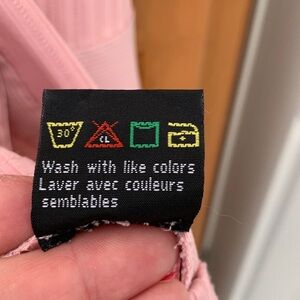 30° CL
Wash with like colors
Laver avec couleurs
semblables